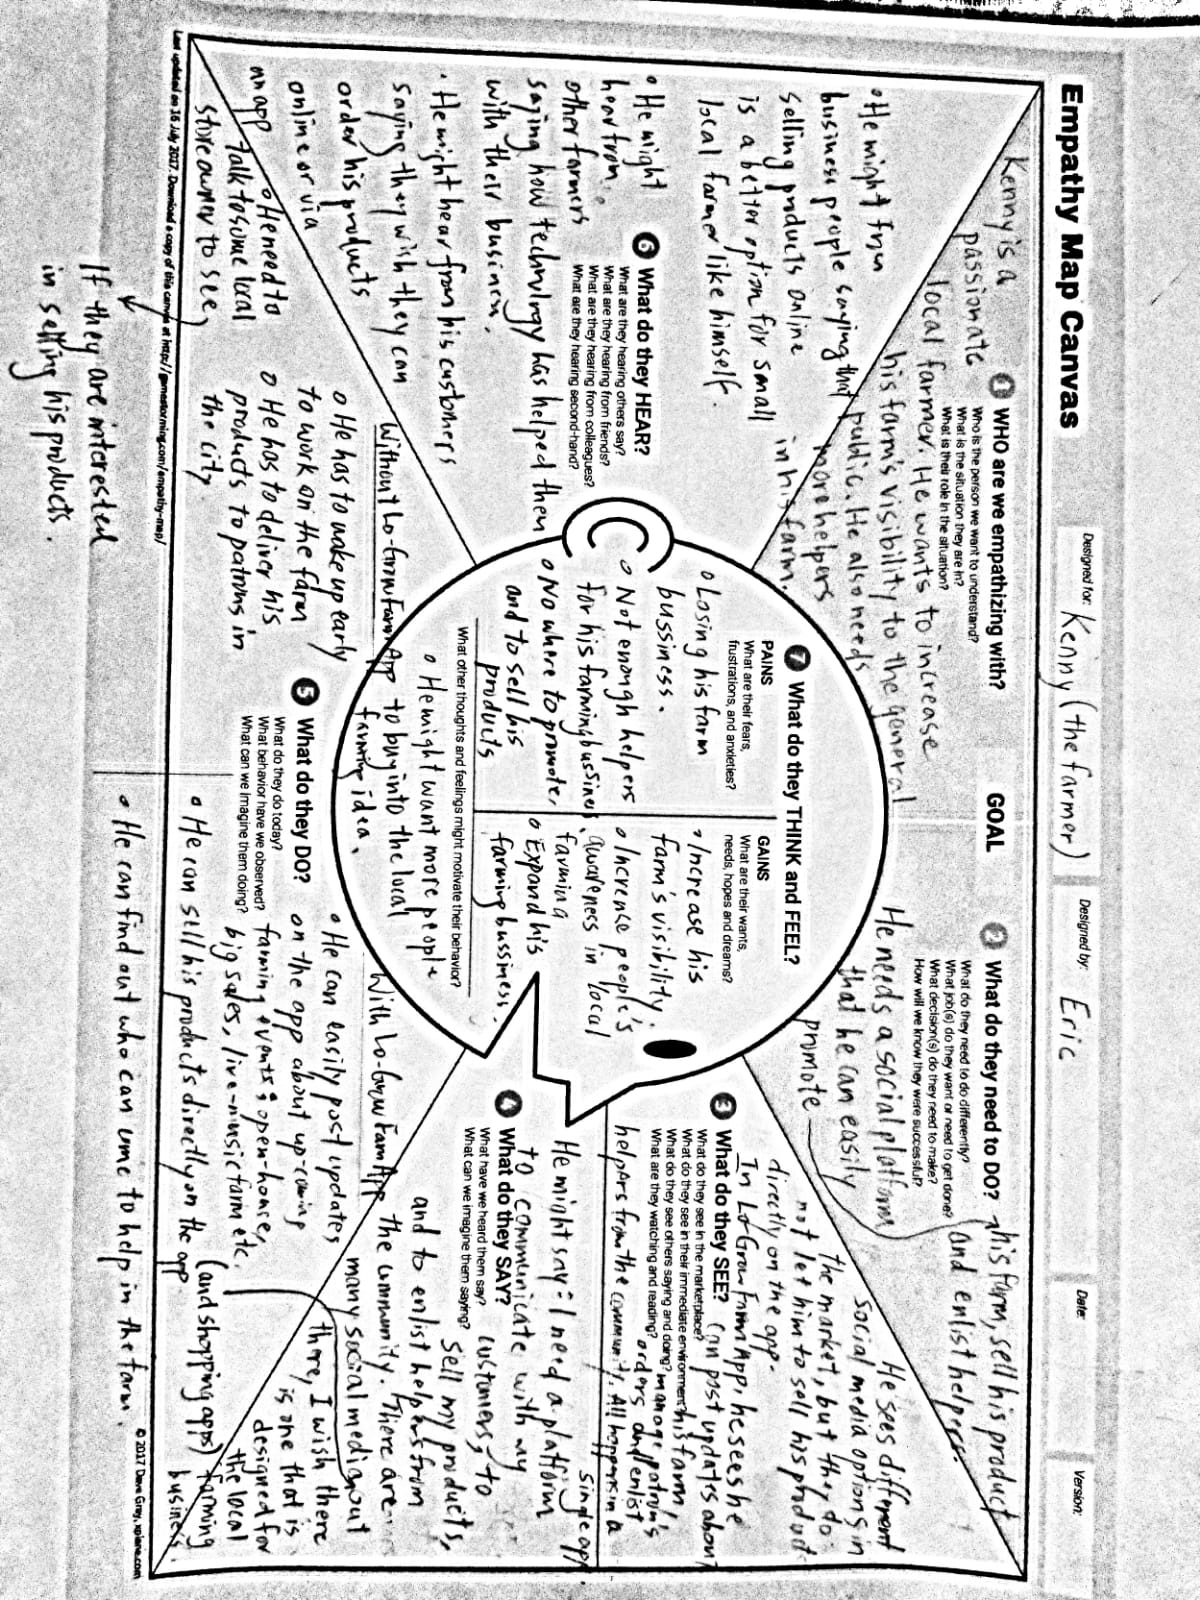 Empathy Map Canvas
Designed for:
Kenny (the farmer)
Designed by:
Eric
Date:
Version:
Kenny is a
passionate
local farmer. He wants to increase
his farm's visibility to the general
public. He also needs
more helpers
in his farm.
1 WHO are we empathizing with?
Who is the person we want to understand?
What is the situation they are in?
What is their role in the situation?
GOAL
2 What do they need to DO?
What do they need to do differently?
What job(s) do they want or need to get done?
What decision(s) do they need to make?
How will we know they were successful?
He needs a social platform
that he can easily
promote
his farm, sell his product
and enlist helpers.
He sees different
social media options in
the market, but they do
not let him to sell his product
directly on the app.
In Lo-Grow Farm App, he sees he
can post updates about
his farm,
manage patron's
orders and enlist
helpers from the community. All happens in a
single app.
3 What do they SEE?
What do they see in the marketplace?
What do they see in their immediate environment?
What do they see others saying and doing?
What are they watching and reading?
He might say: I need a platform
to communicate with my
customers, to
sell my products,
and to enlist helpers from
the community. There are
many social media out
there, I wish there
is one that is
designed for
the local
farming
business.
(and shopping apps)
4 What do they SAY?
What have we heard them say?
What can we imagine them saying?
5 What do they DO?
What do they do today?
What behavior have we observed?
What can we imagine them doing?
Without Lo-Grow Farm App
o He has to wake up early
to work on the farm
o He has to deliver his
products to patrons in
the city
o He need to
talk to some local
store owner to see
If they are interested
in selling his products.
With Lo-Grow Farm App
• He can easily post updates
on the app about up-coming
farming events; open-house,
big sales, live-music farm etc.
• He can sell his products directly on the app
• He can find out who can come to help in the farm.
6 What do they HEAR?
What are they hearing others say?
What are they hearing from friends?
What are they hearing from colleagues?
What are they hearing second-hand?
• He might from
business people saying that
selling products online
is a better option for small
local farmer like himself.
• He might
hear from
other farmers
saying how technology has helped them
with their business.
• He might hear from his customers
saying they wish they can
order his products
online or via
an app
7 What do they THINK and FEEL?
PAINS
What are their fears,
frustrations, and anxieties?
o Losing his farm
bussiness.
o Not enough helpers
for his farming bussiness.
o No where to promote,
and to sell his
products
GAINS
What are their wants,
needs, hopes and dreams?
o Increase his
farm's visibility.
o Increase people's
awareness in local
farming
o Expand his
farming bussiness.
What other thoughts and feelings might motivate their behavior?
o He might want more people
to buy into the local
farming idea.
Last updated on 16 July 2017. Download a copy of this canvas at http://gamestorming.com/empathy-map/
© 2017 Dave Gray, xplane.com